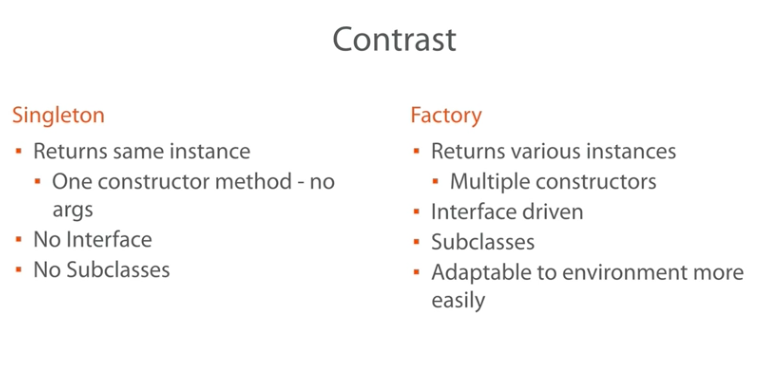 Contrast
Singleton
▪ Returns same instance
▪ One constructor method - no
args
▪ No Interface
▪ No Subclasses
Factory
▪ Returns various instances
▪ Multiple constructors
▪ Interface driven
▪ Subclasses
▪ Adaptable to environment more
easily